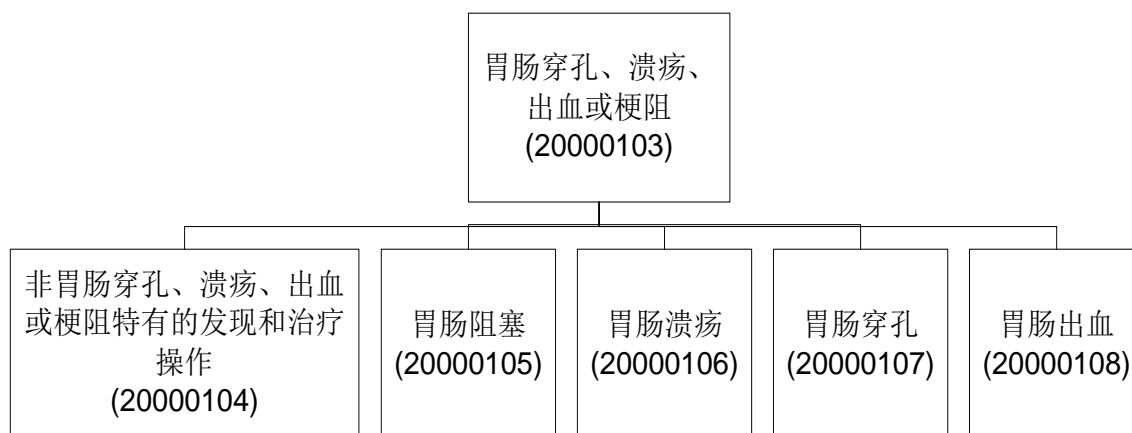 胃肠穿孔、溃疡、
出血或梗阻
(20000103)
非胃肠穿孔、溃疡、出血
或梗阻特有的发现和治疗
操作
(20000104)
胃肠阻塞
(20000105)
胃肠溃疡
(20000106)
胃肠穿孔
(20000107)
胃肠出血
(20000108)